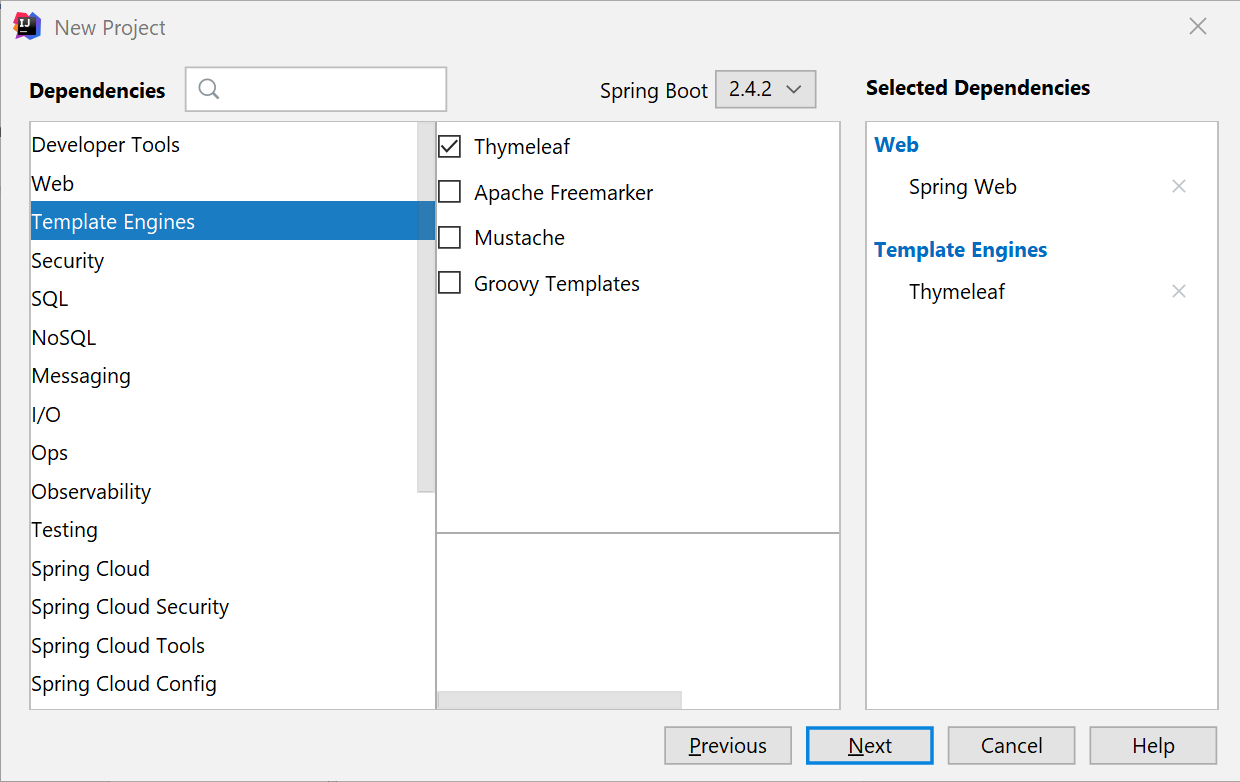 New Project
Dependencies
Spring Boot 2.4.2
Selected Dependencies
Developer Tools
Web
Template Engines
Security
SQL
NoSQL
Messaging
I/O
Ops
Observability
Testing
Spring Cloud
Spring Cloud Security
Spring Cloud Tools
Spring Cloud Config
Thymeleaf
Apache Freemarker
Mustache
Groovy Templates
Web
Spring Web
Template Engines
Thymeleaf
Previous
Next
Cancel
Help